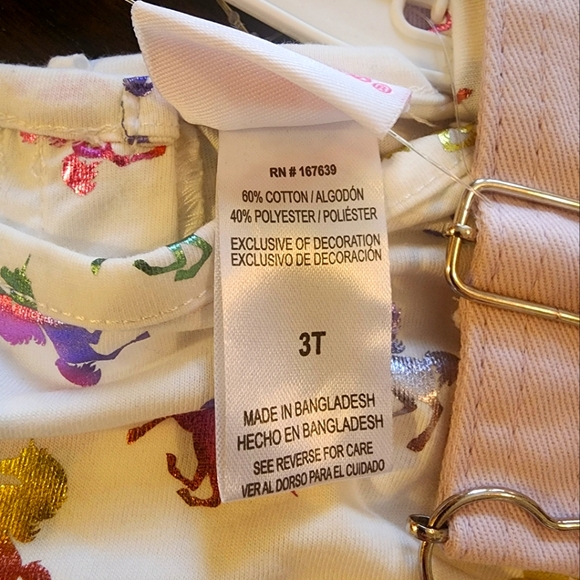 RN # 167639
60% COTTON / ALGODÓN
40% POLYESTER / POLIÉSTER
EXCLUSIVE OF DECORATION
EXCLUSIVO DE DECORACIÓN
3T
MADE IN BANGLADESH
HECHO EN BANGLADESH
SEE REVERSE FOR CARE
VER AL DORSO PARA EL CUIDADO